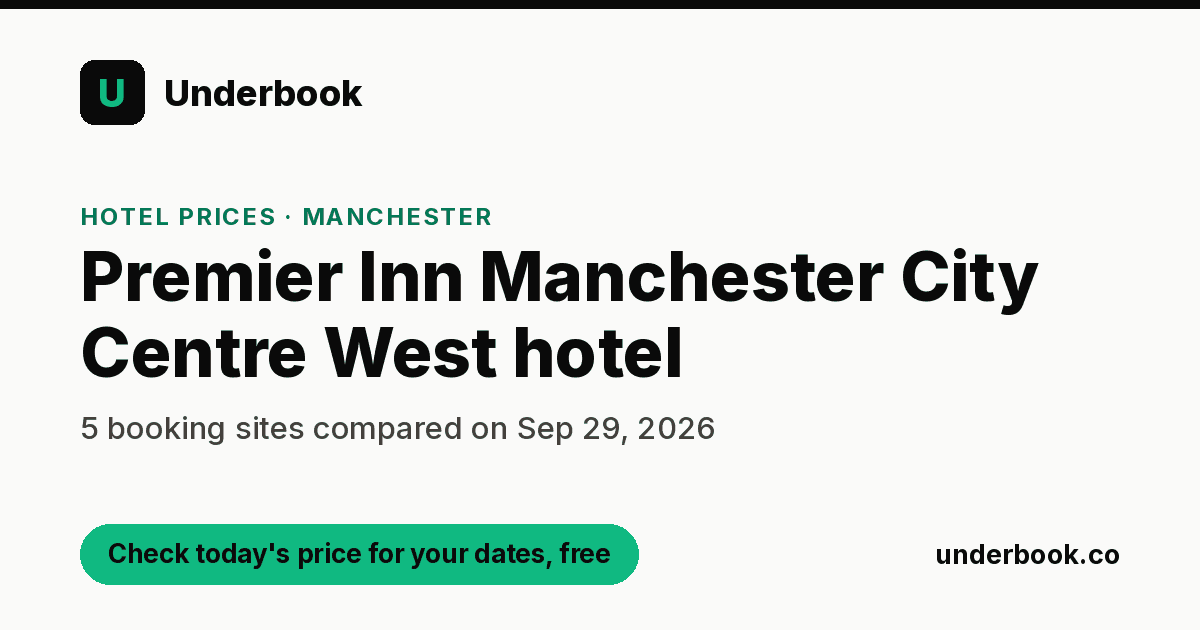 U Underbook
HOTEL PRICES · MANCHESTER
Premier Inn Manchester City
Centre West hotel
5 booking sites compared on Sep 29, 2026
Check today's price for your dates, free
underbook.co